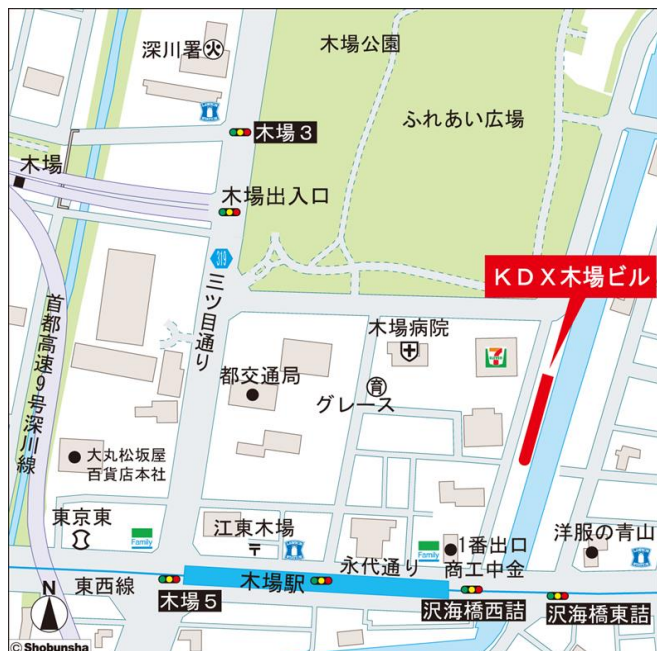 深川署
木場公園
木場3
ふれあい広場
木場
木場出入口
319
三ツ目通り
KDX木場ビル
首都高速9号深川線
木場病院
都交通局
育
グレース
7
大丸松坂屋
百貨店本社
東京東
Family
江東木場
Family
1番出口
商工中金
洋服の青山
永代通り
東西線
木場駅
木場5
沢海橋西詰
沢海橋東詰
N
© Shobunsha